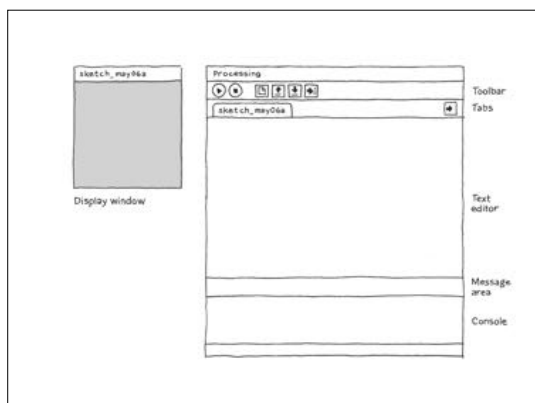 sketch_may06a
Display window
Processing
sketch_may06a
Toolbar
Tabs
Text
editor
Message
area
Console